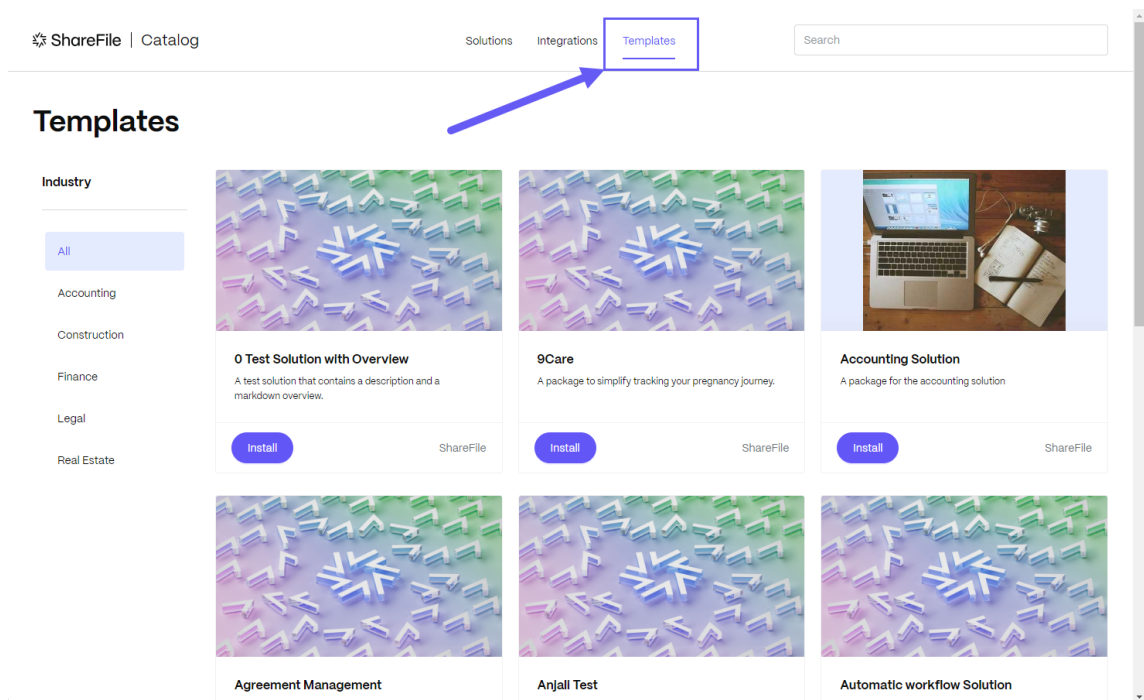 ShareFile | Catalog
Solutions
Integrations
Templates
Search
Templates
Industry
All
Accounting
Construction
Finance
Legal
Real Estate
0 Test Solution with Overview
A test solution that contains a description and a
markdown overview.
Install
ShareFile
9Care
A package to simplify tracking your pregnancy journey.
Install
ShareFile
Accounting Solution
A package for the accounting solution
Install
ShareFile
Agreement Management
Anjali Test
Automatic workflow Solution